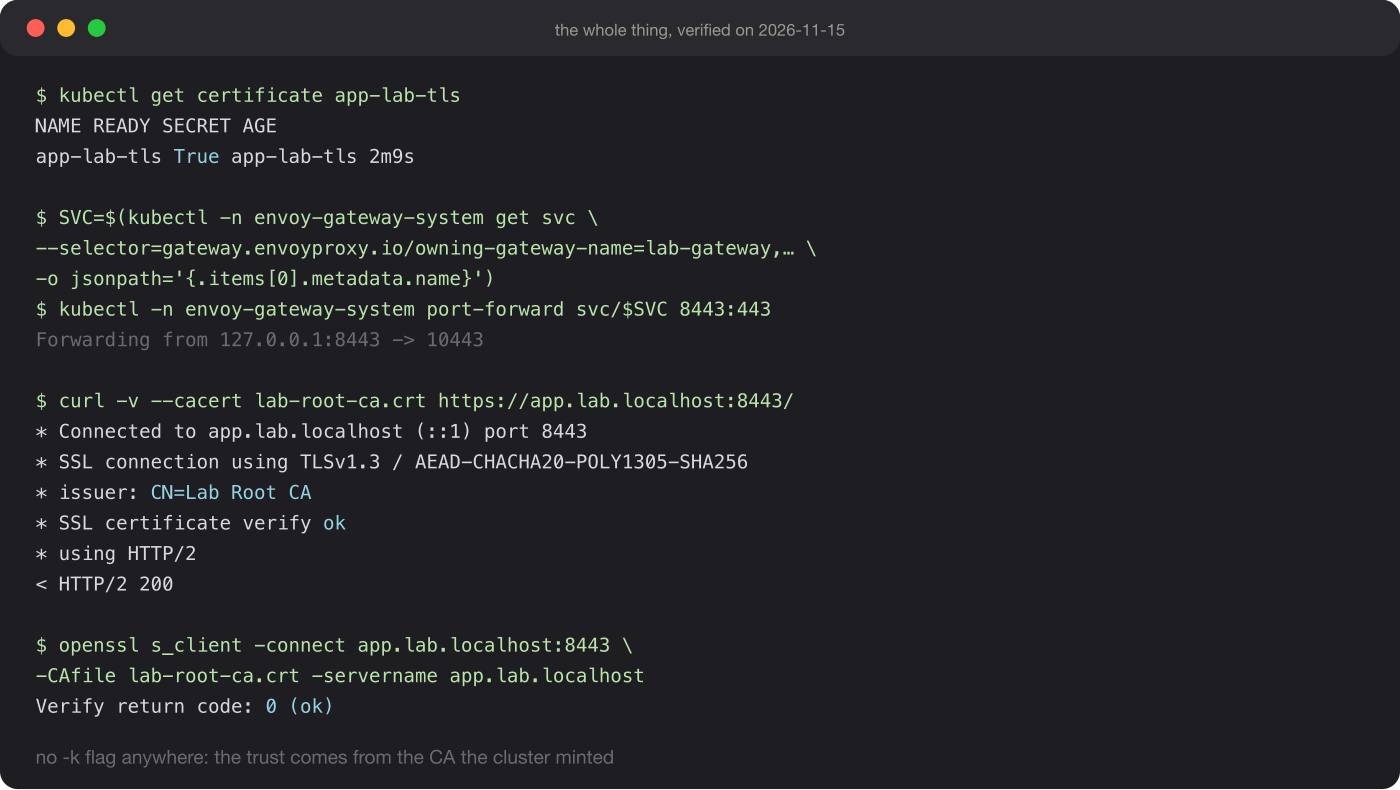 the whole thing, verified on 2026-11-15
$ kubectl get certificate app-lab-tls
NAME READY SECRET AGE
app-lab-tls True app-lab-tls 2m9s
$ SVC=$(kubectl -n envoy-gateway-system get svc \
--selector=gateway.envoyproxy.io/owning-gateway-name=lab-gateway,… \
-o jsonpath='{.items[0].metadata.name}')
$ kubectl -n envoy-gateway-system port-forward svc/$SVC 8443:443
Forwarding from 127.0.0.1:8443 -> 10443
$ curl -v --cacert lab-root-ca.crt https://app.lab.localhost:8443/
* Connected to app.lab.localhost (::1) port 8443
* SSL connection using TLSv1.3 / AEAD-CHACHA20-POLY1305-SHA256
* issuer: CN=Lab Root CA
* SSL certificate verify ok
* using HTTP/2
< HTTP/2 200
$ openssl s_client -connect app.lab.localhost:8443 \
-CAfile lab-root-ca.crt -servername app.lab.localhost
Verify return code: 0 (ok)
no -k flag anywhere: the trust comes from the CA the cluster minted